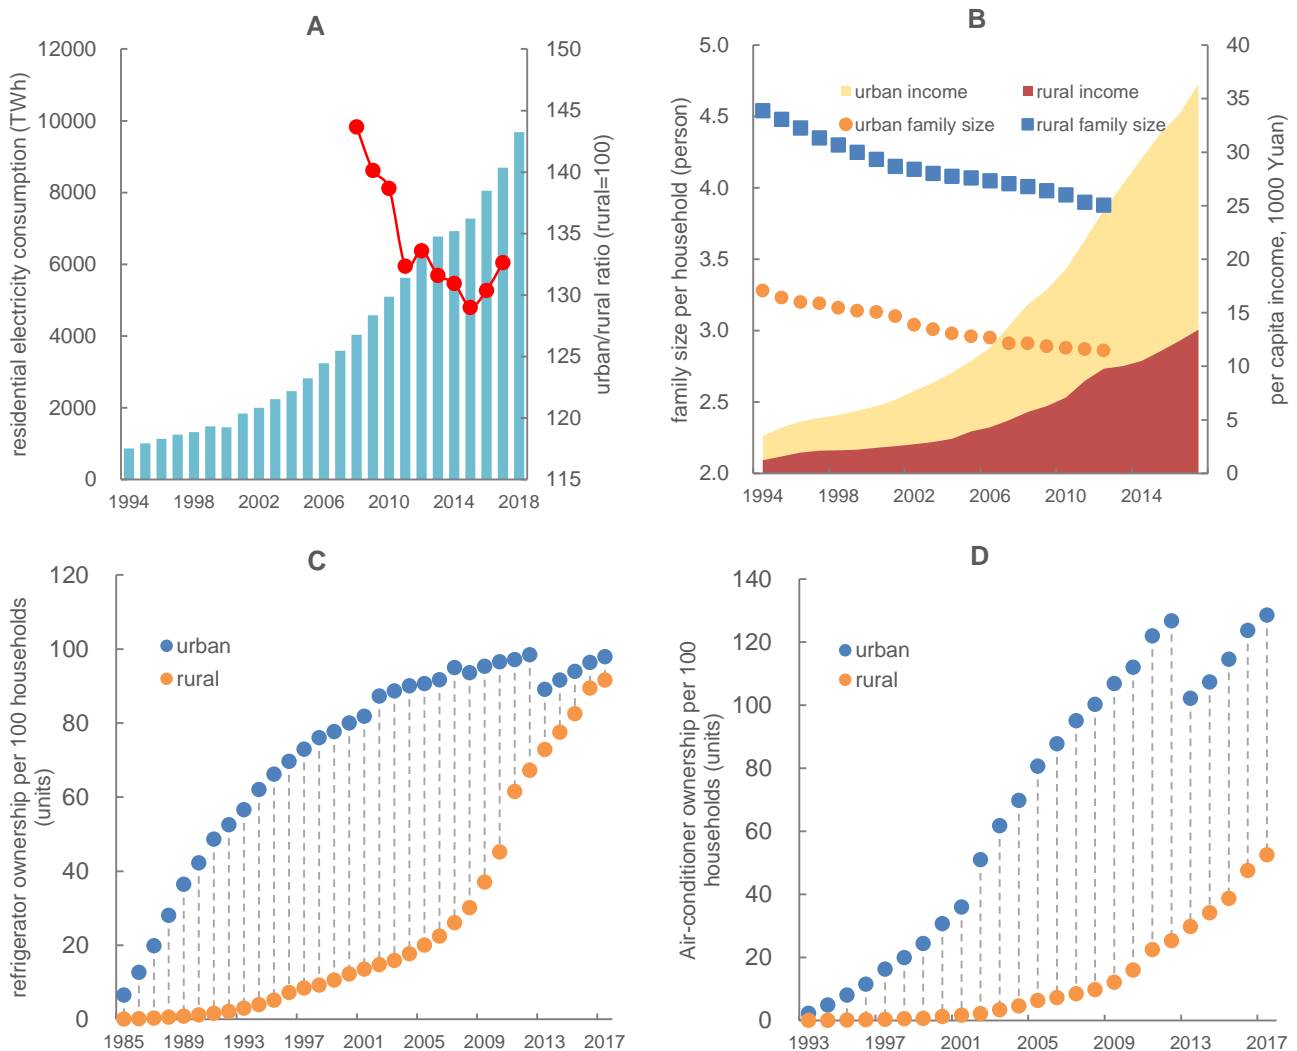 A
12000
10000
8000
6000
4000
2000
0
residential electricity consumption (TWh)
150
145
140
135
130
125
120
115
urban/rural ratio (rural=100)
1994 1998 2002 2006 2010 2014 2018
B
5.0
4.5
4.0
3.5
3.0
2.5
2.0
family size per household (person)
urban income rural income
urban family size rural family size
40
35
30
25
20
15
10
5
0
per capita income, 1000 Yuan)
1994 1998 2002 2006 2010 2014
C
120
100
80
60
40
20
0
refrigerator ownership per 100 households
(units)
urban
rural
1985 1989 1993 1997 2001 2005 2009 2013 2017
D
140
120
100
80
60
40
20
0
Air-conditioner ownership per 100
households (units)
urban
rural
1993 1997 2001 2005 2009 2013 2017